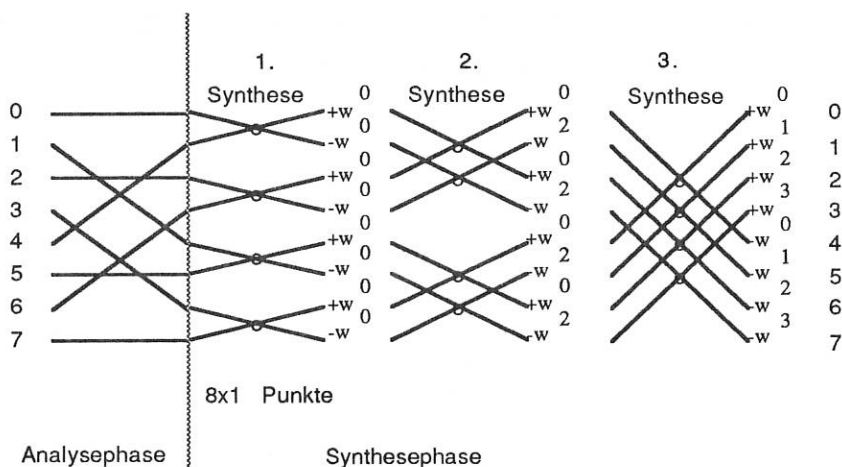 1. 2. 3.
Synthese Synthese Synthese
0 +w 0 +w 0 +w 0 0
1 -w 0 -w 2 +w 1 1
2 +w 0 +w 0 +w 2 2
3 -w 0 -w 2 +w 3 3
4 +w 0 +w 0 -w 0 4
5 -w 0 -w 2 -w 1 5
6 +w 0 +w 0 -w 2 6
7 -w 0 -w 2 -w 3 7
8x1 Punkte
Analysephase Synthesephase